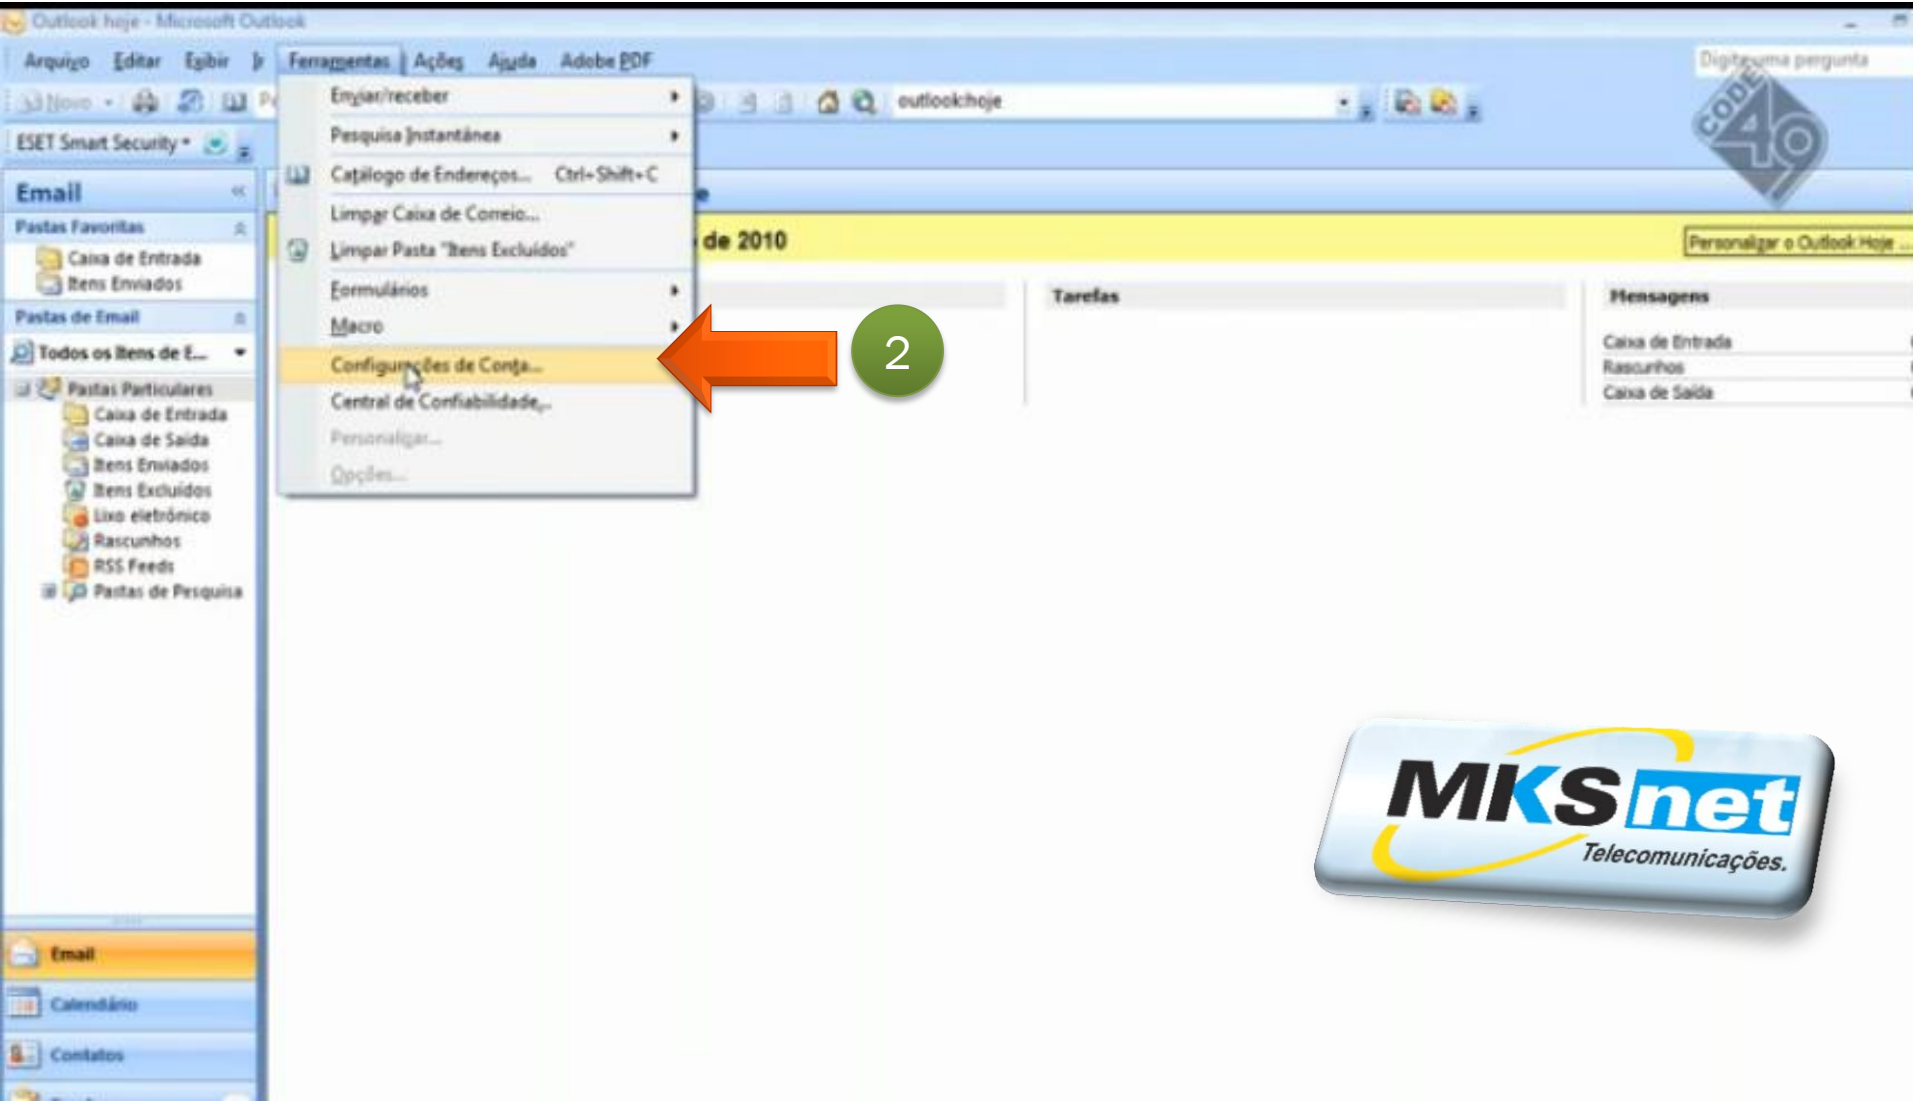 Outlook hoje - Microsoft Outlook
Arquivo Editar Exibir Ir Ferramentas Ações Ajuda Adobe PDF
Digite uma pergunta
Novo
outlook:hoje
ESET Smart Security
CODE
49
Enviar/receber
Pesquisa Instantânea
Catálogo de Endereços... Ctrl+Shift+C
Limpar Caixa de Correio...
Limpar Pasta "Itens Excluídos"
Formulários
Macro
Configurações de Conta...
Central de Confiabilidade...
Personalizar...
Opções...
2
Email
Pastas Favoritas
Caixa de Entrada
Itens Enviados
Pastas de Email
Todos os Itens de E...
Pastas Particulares
Caixa de Entrada
Caixa de Saída
Itens Enviados
Itens Excluídos
Lixo eletrônico
Rascunhos
RSS Feeds
Pastas de Pesquisa
de 2010
Personalizar o Outlook Hoje ...
Tarefas
Mensagens
Caixa de Entrada
Rascunhos
Caixa de Saída
MKSnet
Telecomunicações.
Email
Calendário
Contatos